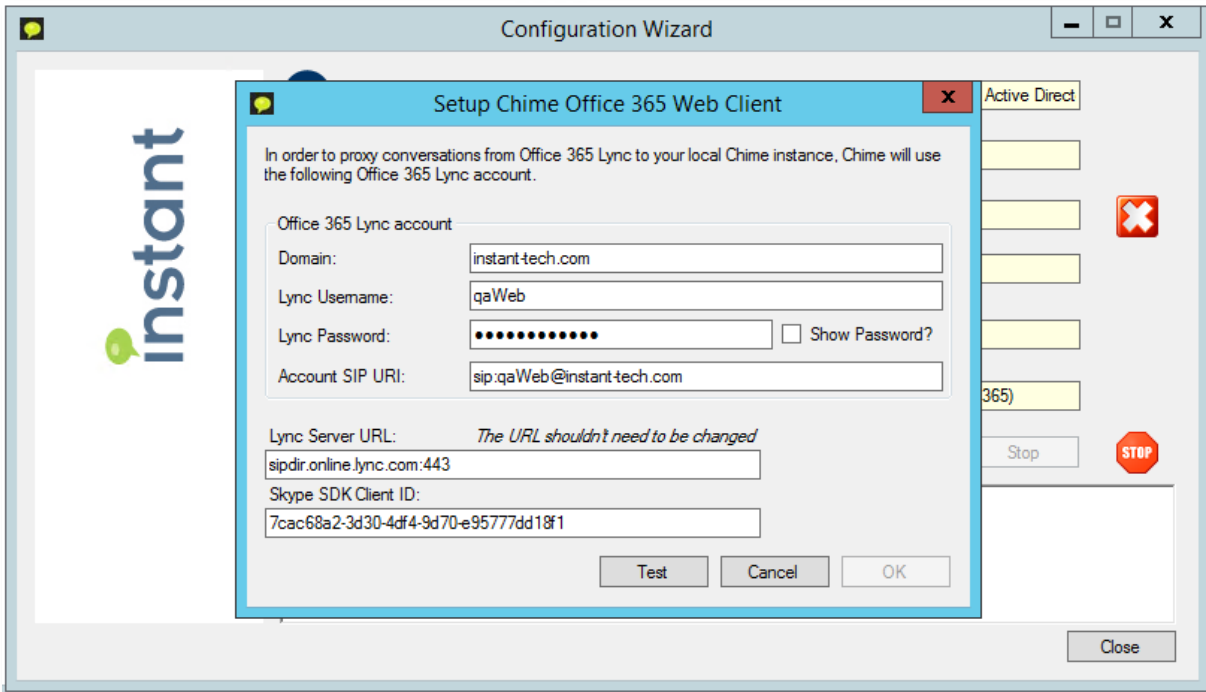 Configuration Wizard
instant
Active Direct
Setup Chime Office 365 Web Client
In order to proxy conversations from Office 365 Lync to your local Chime instance, Chime will use
the following Office 365 Lync account.
Office 365 Lync account
Domain: instant-tech.com
Lync Username: qaWeb
Lync Password: ●●●●●●●●●●●● Show Password?
Account SIP URI: sip:qaWeb@instant-tech.com
365)
Lync Server URL: The URL shouldn't need to be changed
sipdir.online.lync.com:443
Stop
STOP
Skype SDK Client ID:
7cac68a2-3d30-4df4-9d70-e95777dd18f1
Test Cancel OK
Close